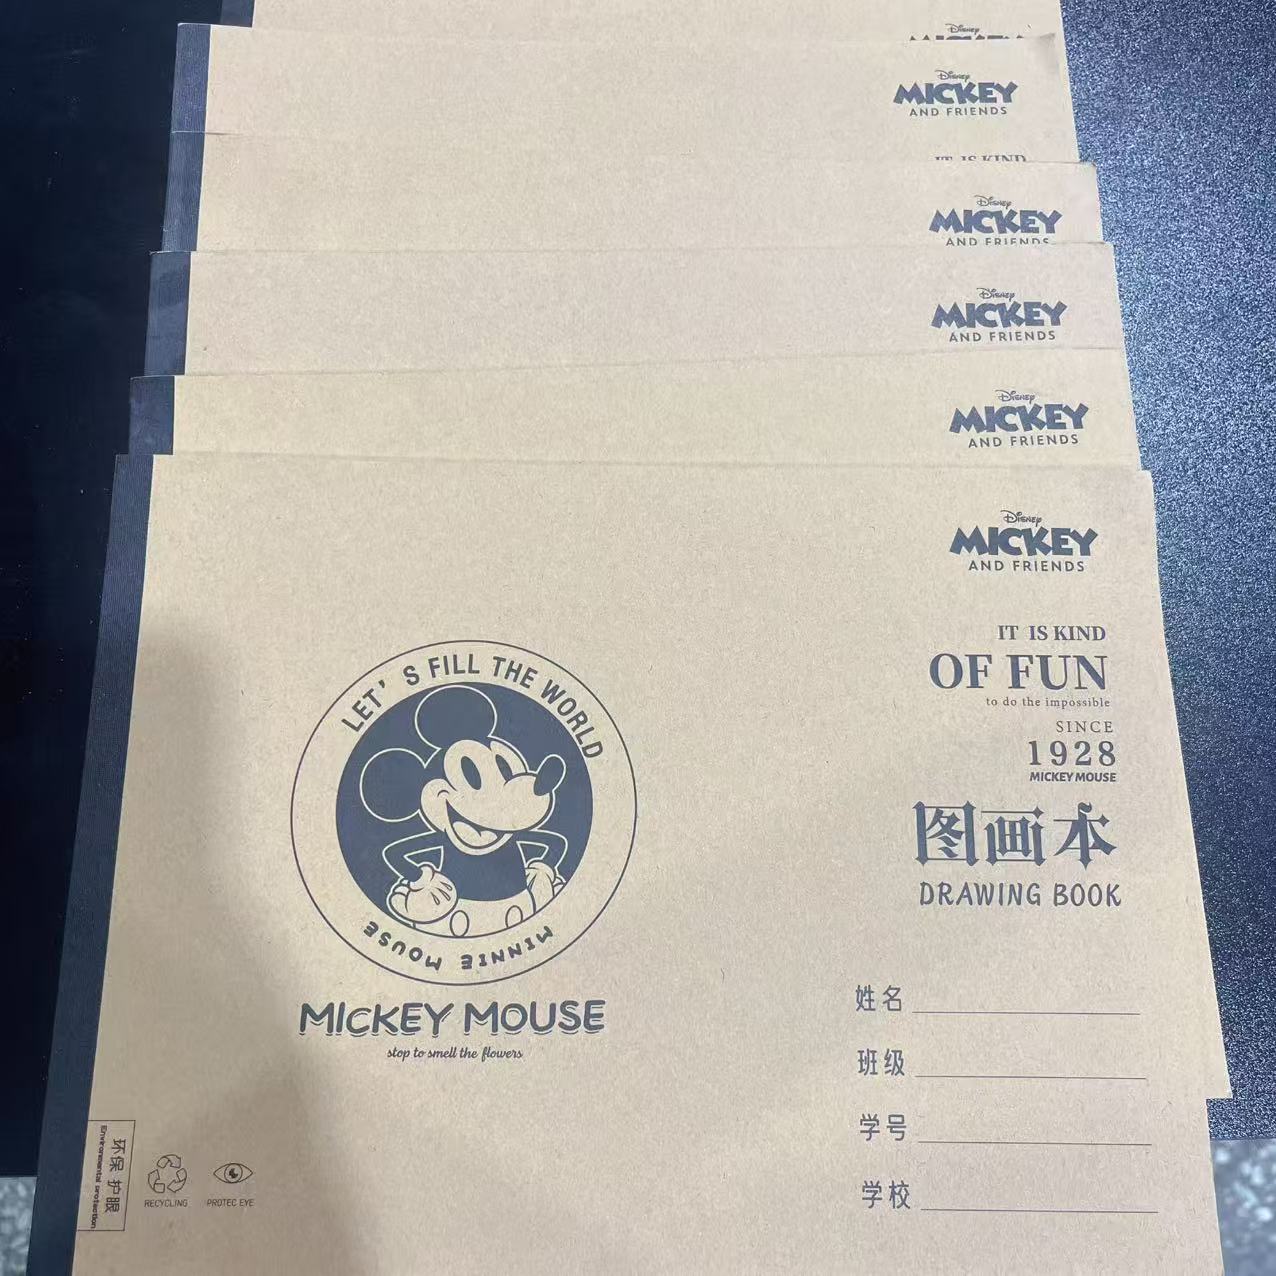 Disney
MICKEY
AND FRIENDS
IT IS KIND
Disney
MICKEY
AND FRIENDS
Disney
MICKEY
AND FRIENDS
Disney
MICKEY
AND FRIENDS
Disney
MICKEY
AND FRIENDS
IT IS KIND
OF FUN
to do the impossible
SINCE
1928
MICKEY MOUSE
图画本
DRAWING BOOK
LET'S FILL THE WORLD
MINNIE MOUSE
MICKEY MOUSE
stop to smell the flowers
姓名
班级
学号
学校
环保 护眼
Environmental protection
RECYCLING
PROTEC EYE